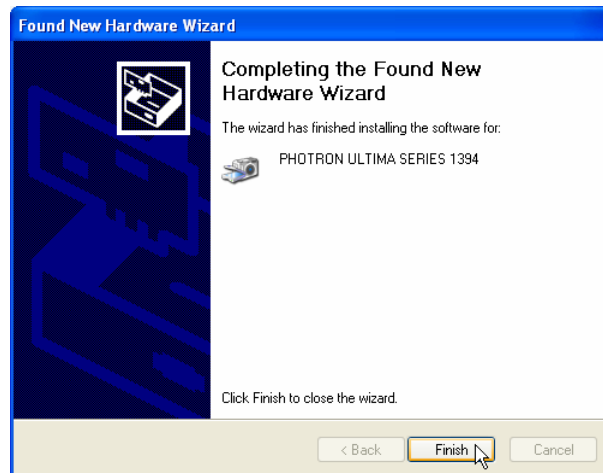 Found New Hardware Wizard
Completing the Found New
Hardware Wizard
The wizard has finished installing the software for:
PHOTRON ULTIMA SERIES 1394
Click Finish to close the wizard.
< Back
Finish
Cancel